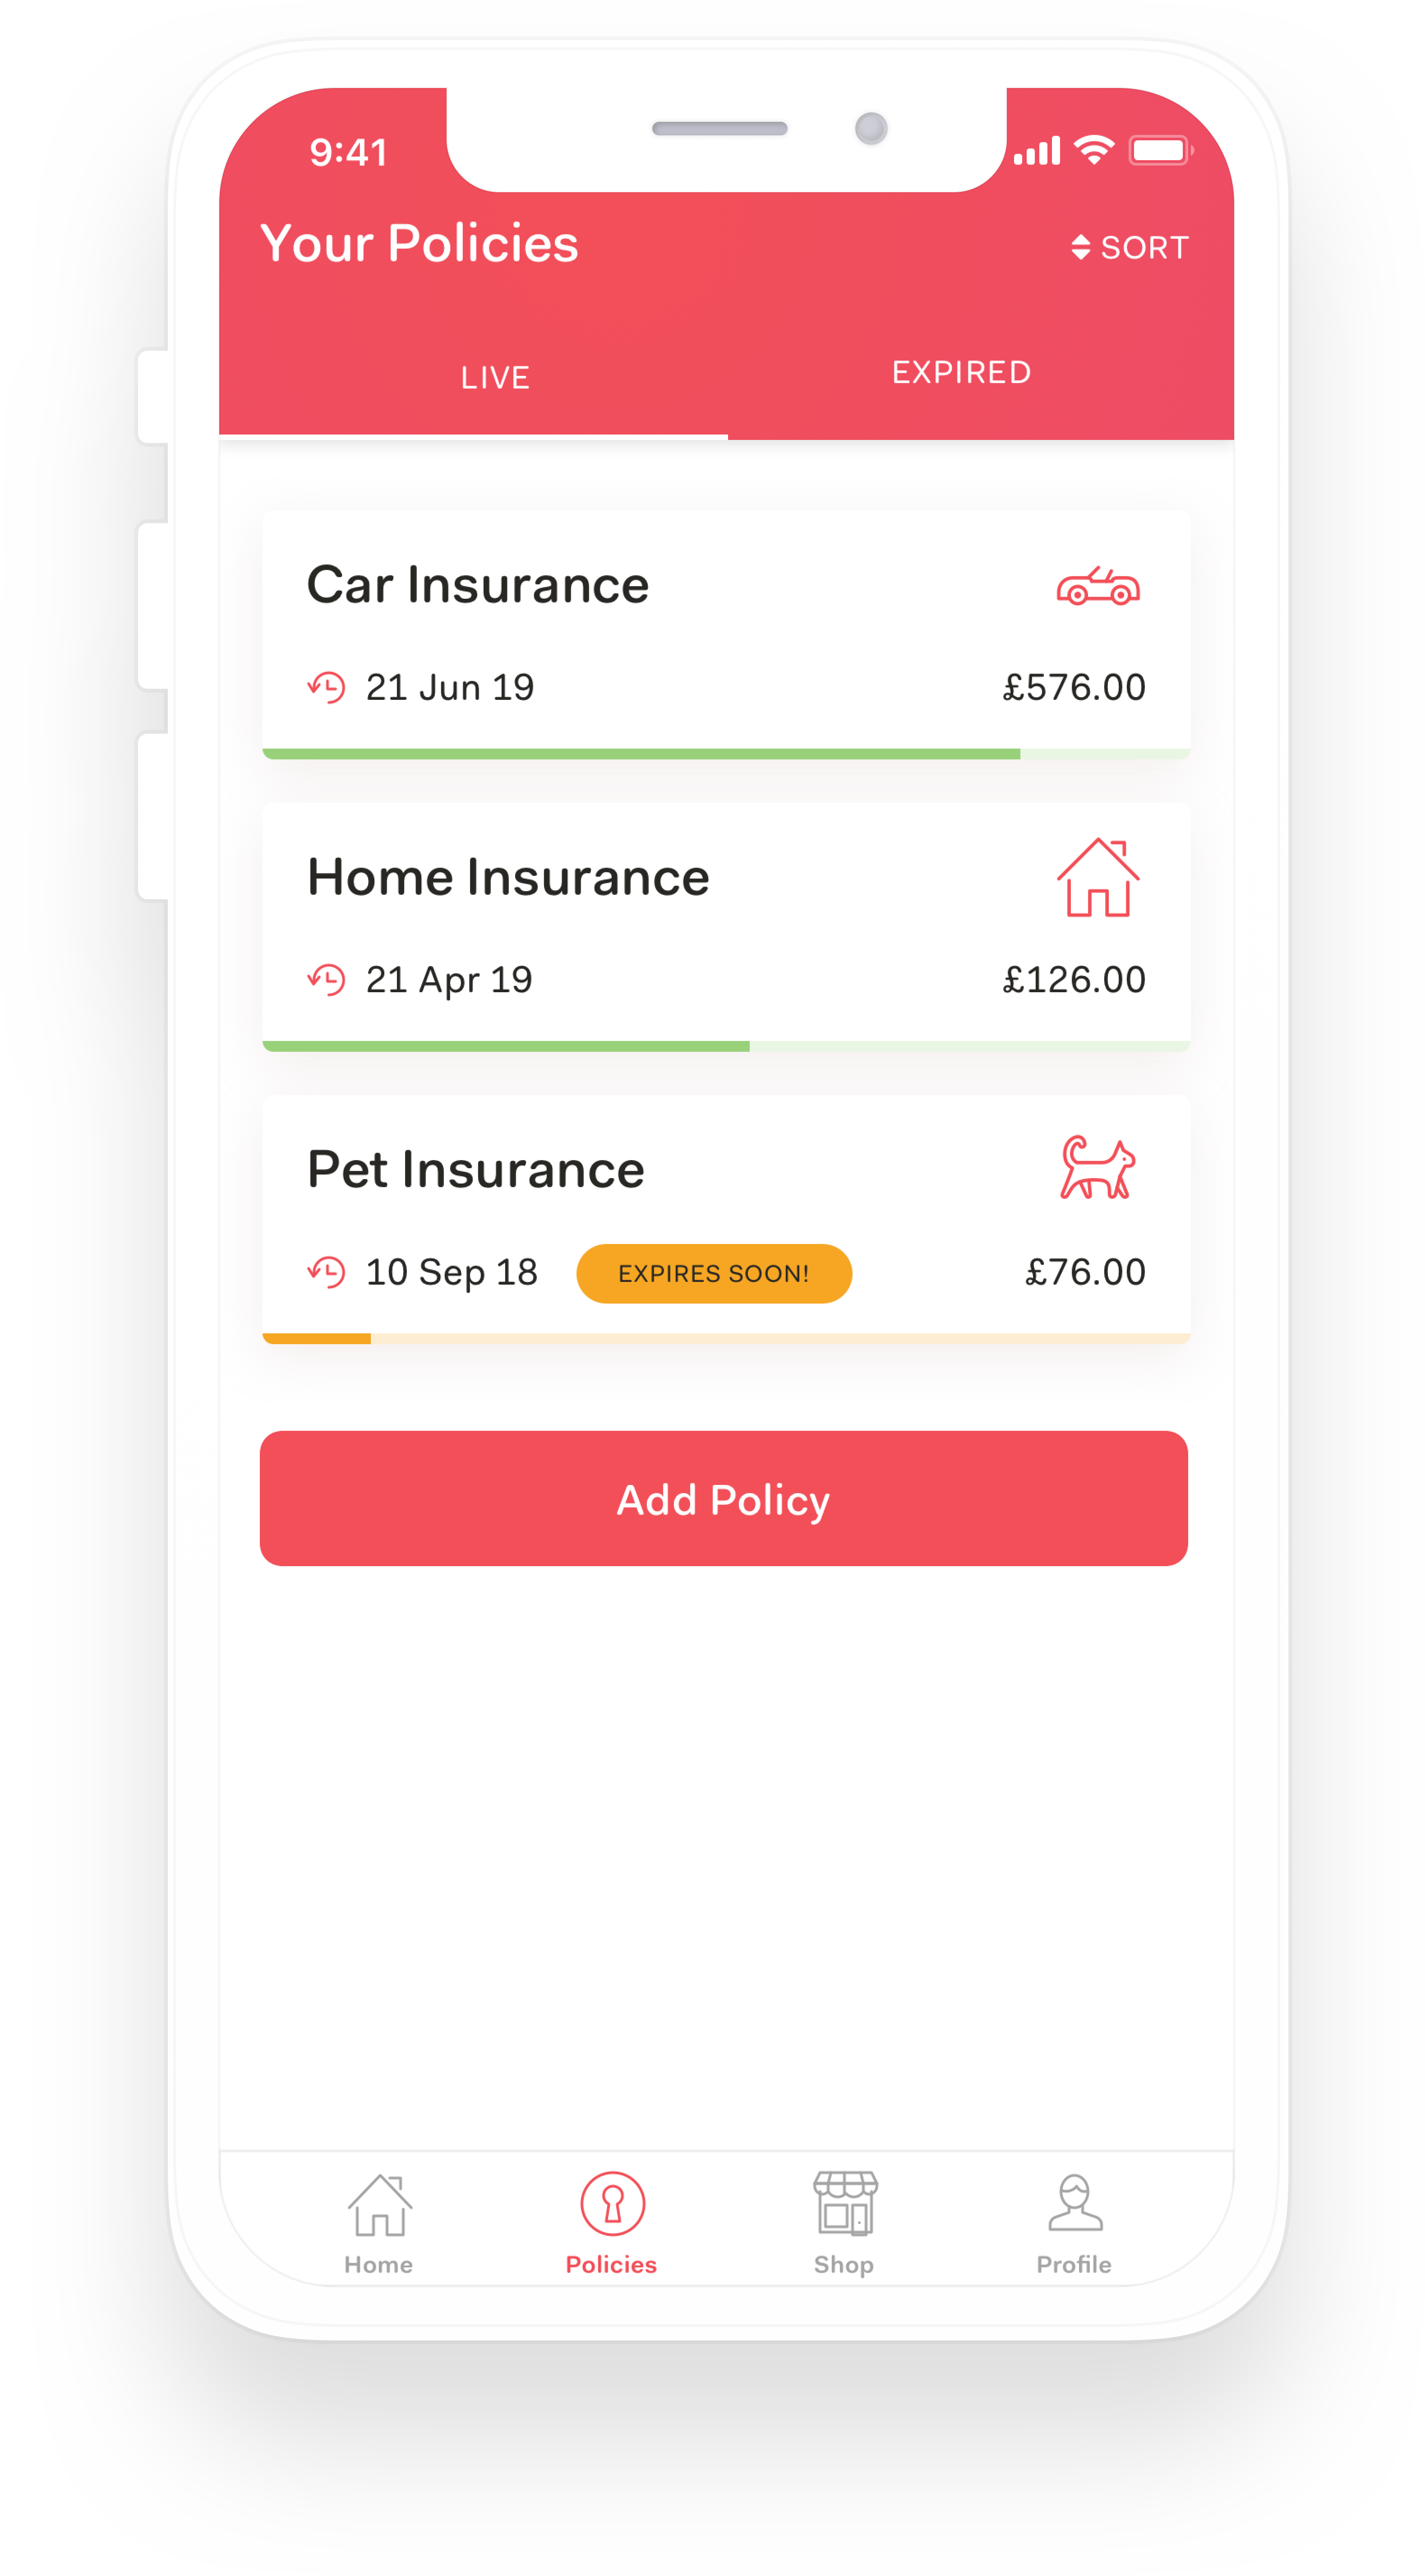 9:41
Your Policies
SORT
LIVE
EXPIRED
Car Insurance
21 Jun 19
£576.00
Home Insurance
21 Apr 19
£126.00
Pet Insurance
10 Sep 18
EXPIRES SOON!
£76.00
Add Policy
Home
Policies
Shop
Profile